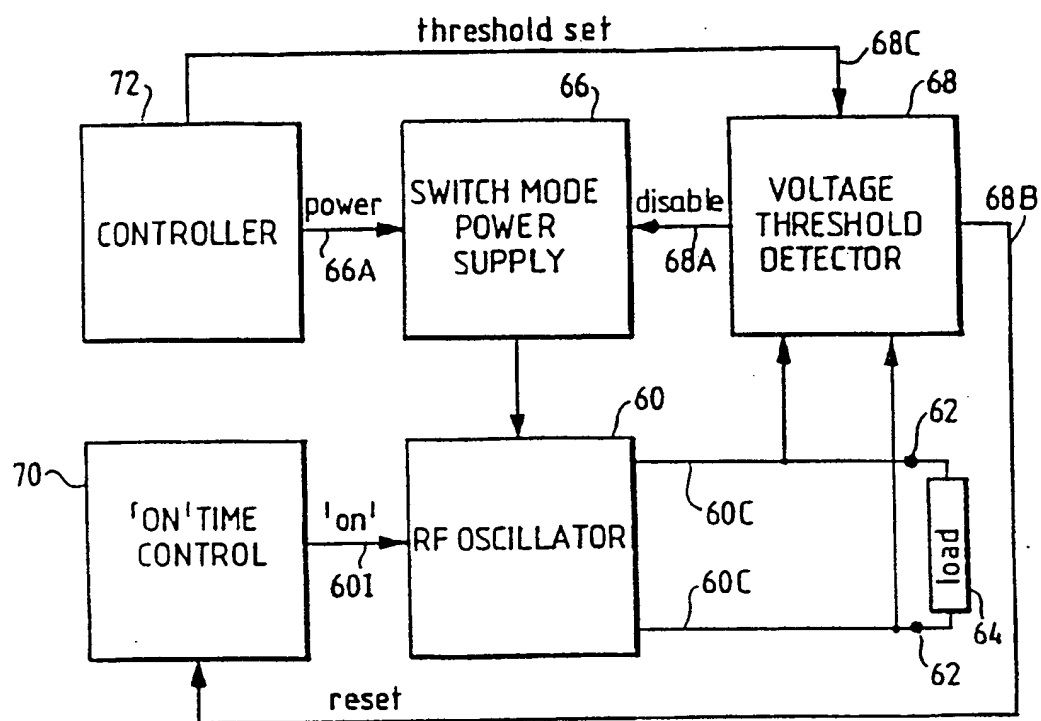 threshold set
68C
72
66
68
CONTROLLER
power
66A
SWITCH MODE
POWER
SUPPLY
disable
68A
VOLTAGE
THRESHOLD
DETECTOR
68B
60
62
70
'ON' TIME
CONTROL
'on'
60I
RF OSCILLATOR
60C
60C
load
64
62
reset